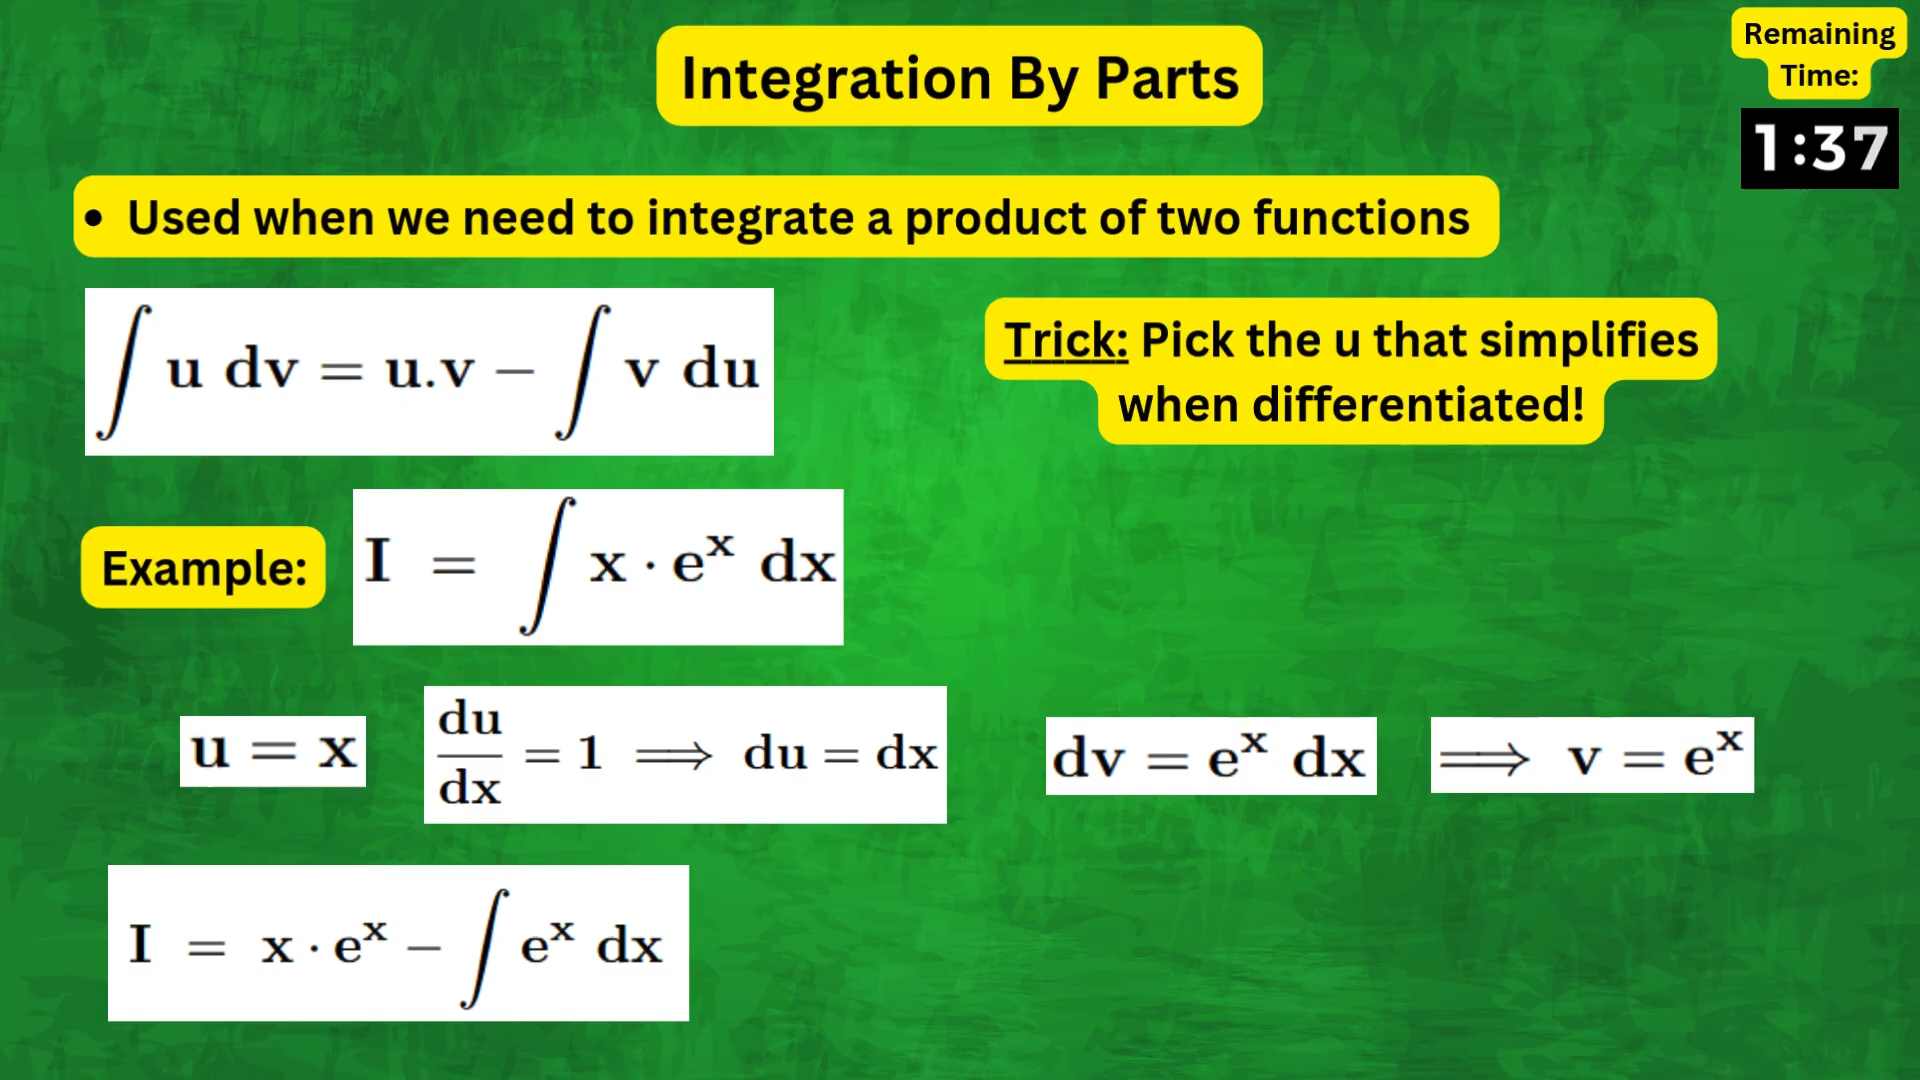 Integration By Parts
Remaining
Time:
1:37
• Used when we need to integrate a product of two functions
∫ u dv = u.v − ∫ v du
Trick: Pick the u that simplifies
when differentiated!
Example:
I = ∫ x · eˣ dx
u = x
du/dx = 1 ⟹ du = dx
dv = eˣ dx
⟹ v = eˣ
I = x · eˣ − ∫ eˣ dx